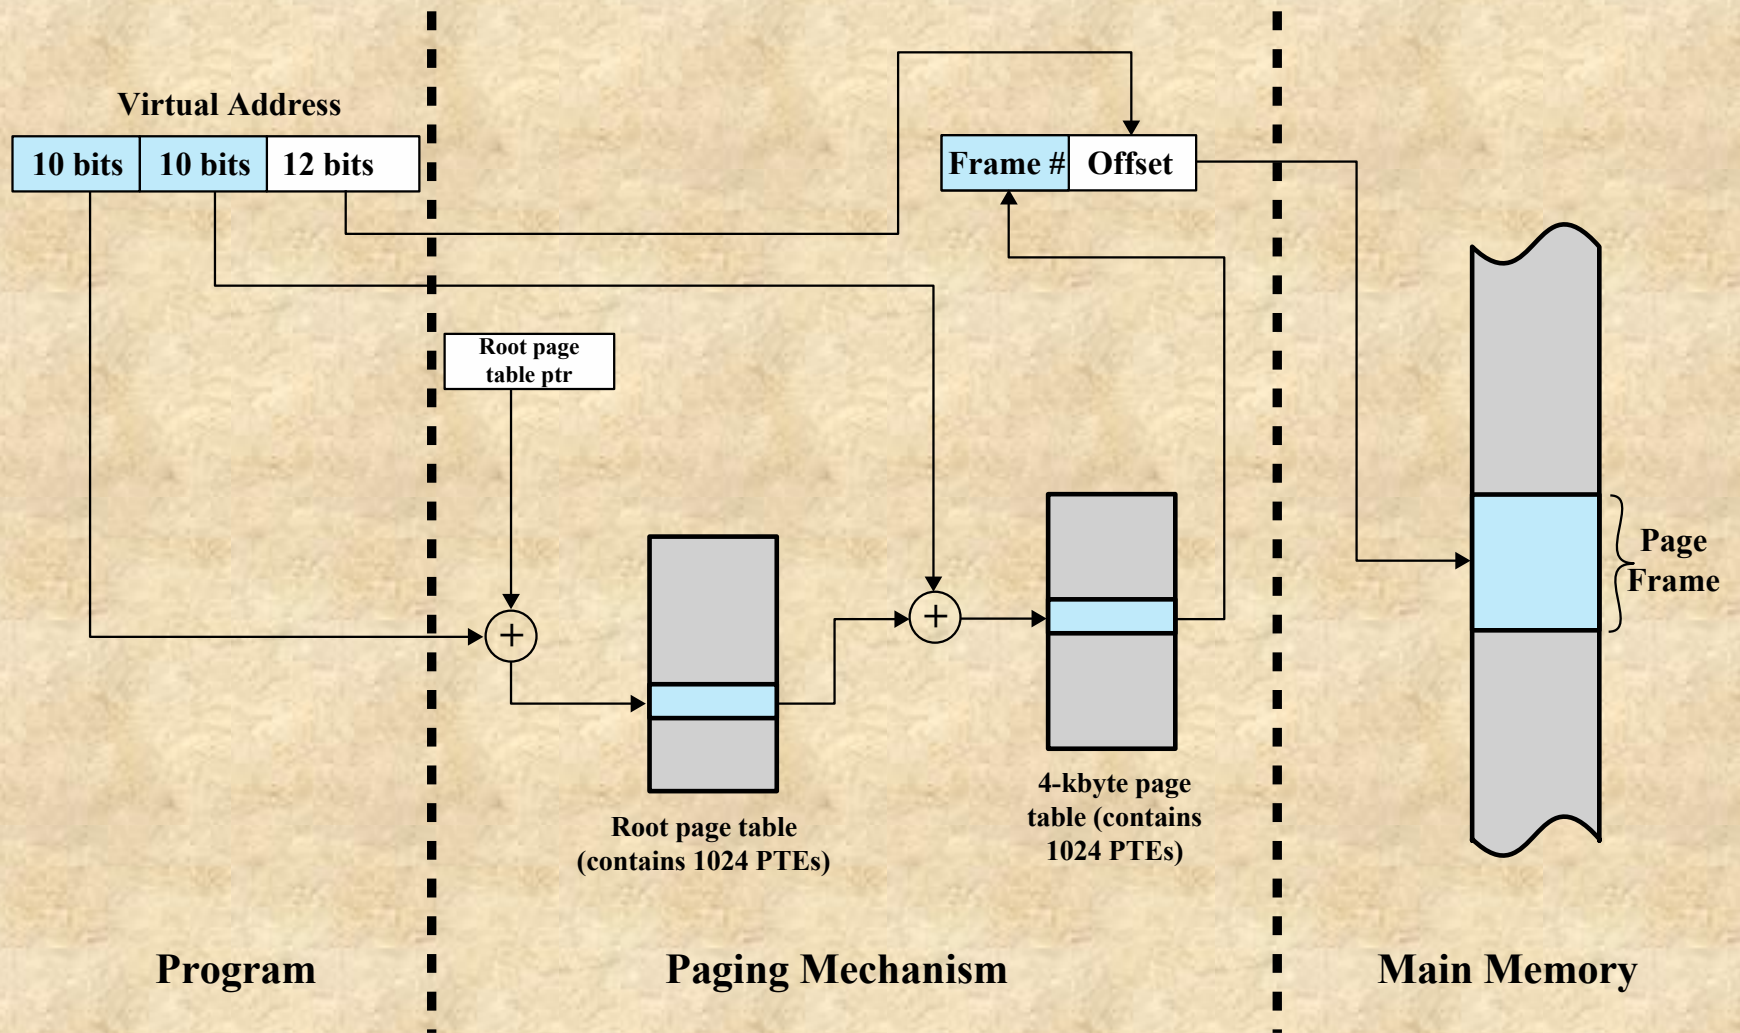 Virtual Address
10 bits
10 bits
12 bits
Frame #
Offset
Root page
table ptr
+
+
Page
Frame
4-kbyte page
table (contains
1024 PTEs)
Root page table
(contains 1024 PTEs)
Program
Paging Mechanism
Main Memory